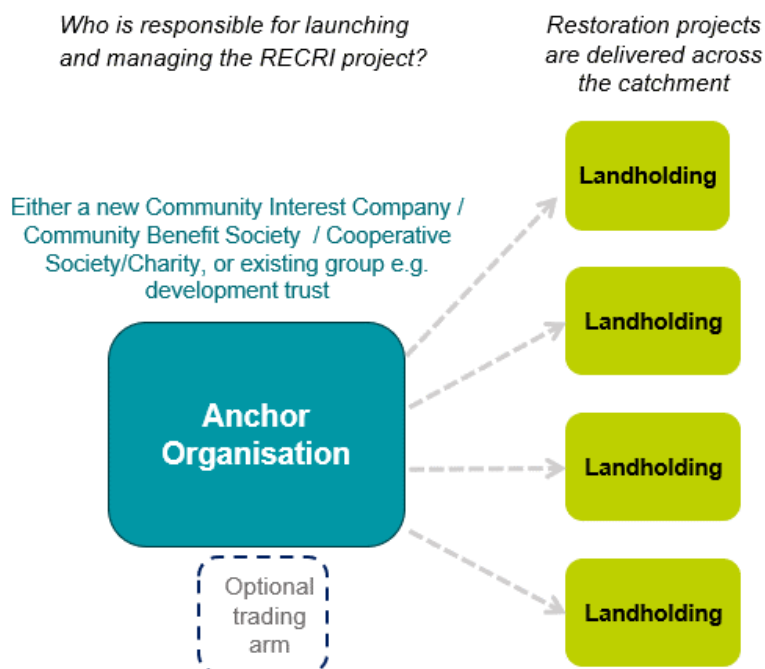 Who is responsible for launching
and managing the RECRI project?
Restoration projects
are delivered across
the catchment
Either a new Community Interest Company /
Community Benefit Society / Cooperative
Society/Charity, or existing group e.g.
development trust
Anchor
Organisation
Optional
trading
arm
Landholding
Landholding
Landholding
Landholding